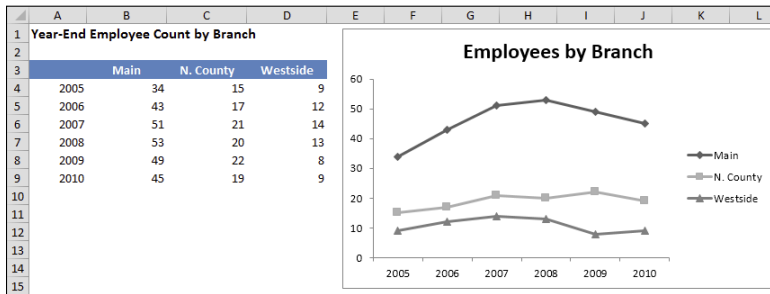 A B C D E F G H I J K L
1 Year-End Employee Count by Branch
2
3 Main N. County Westside
4 2005 34 15 9
5 2006 43 17 12
6 2007 51 21 14
7 2008 53 20 13
8 2009 49 22 8
9 2010 45 19 9
10
11
12
13
14
15
Employees by Branch
60
50
40
30
20
10
0
2005 2006 2007 2008 2009 2010
Main
N. County
Westside